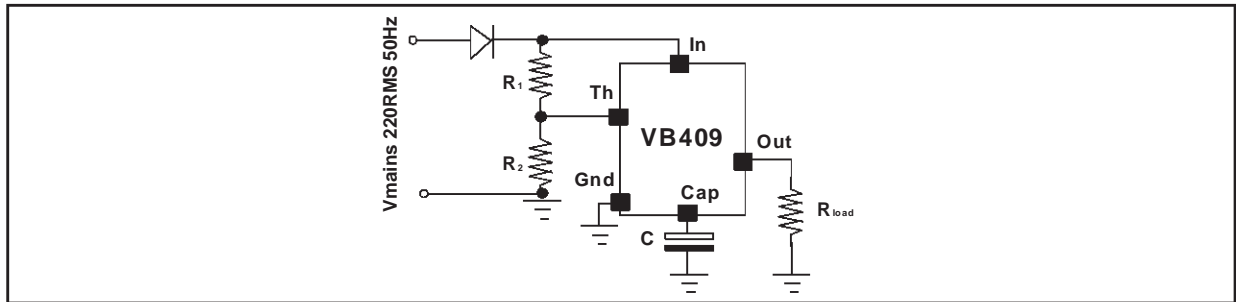 Vmains 220RMS 50Hz
In
R1
Th
VB409
Out
R2
Gnd
Cap
Rload
C